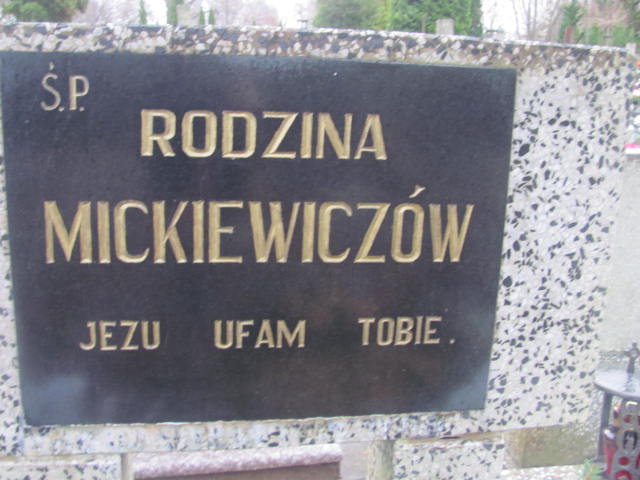 Ś.P.
RODZINA
MICKIEWICZÓW
JEZU UFAM TOBIE.